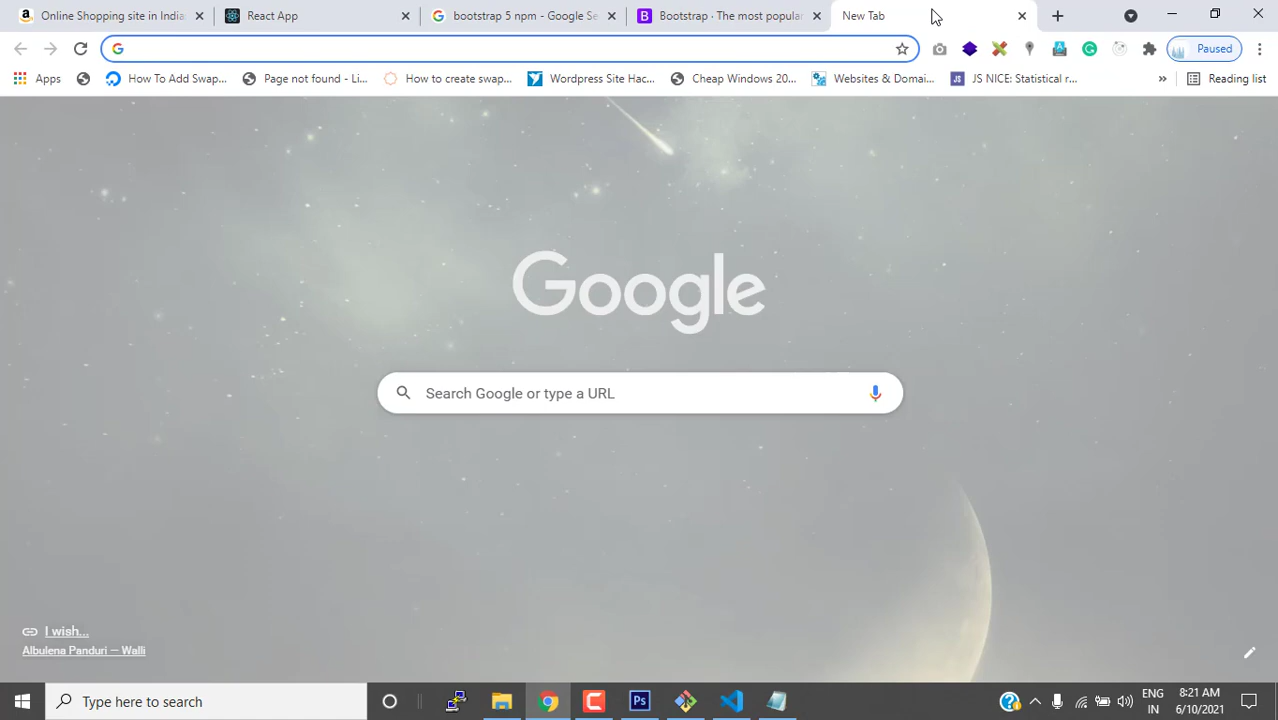 Online Shopping site in India:
React App
bootstrap 5 npm - Google Se
Bootstrap · The most popular
New Tab
Paused
Apps
How To Add Swap...
Page not found - Li...
How to create swap...
Wordpress Site Hac...
Cheap Windows 20...
Websites & Domai...
JS NICE: Statistical r...
»
Reading list
Google
Search Google or type a URL
I wish...
Albulena Panduri — Walli
Type here to search
ENG
IN
8:21 AM
6/10/2021